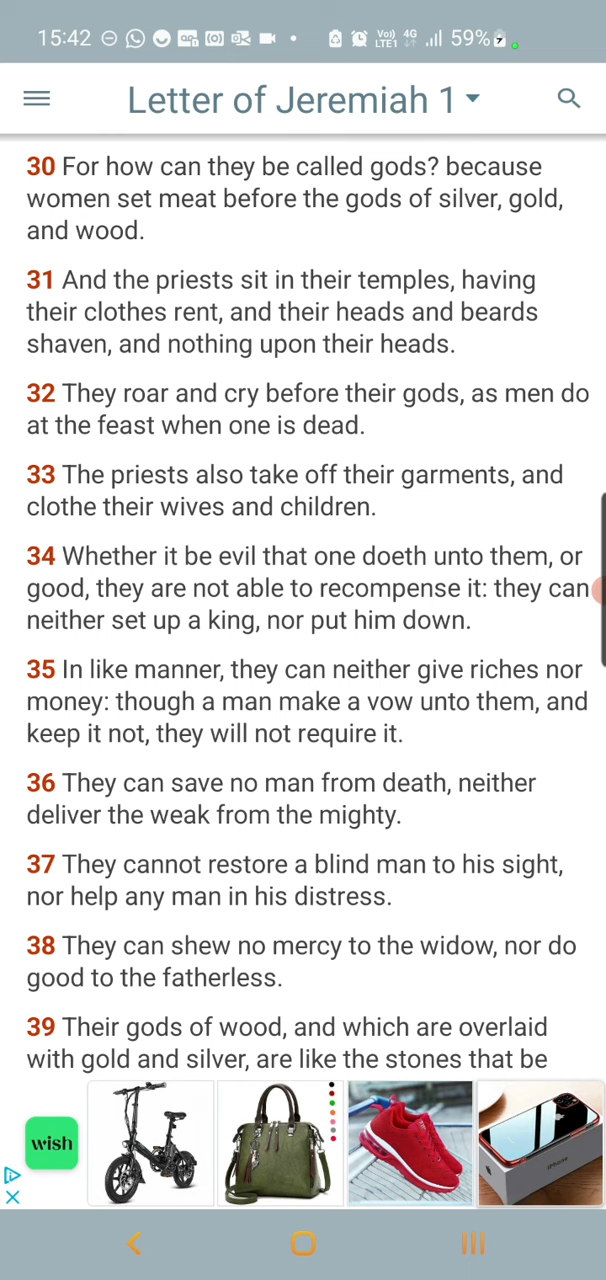 15:42
Vo)) 4G 59%
LTE1
Letter of Jeremiah 1
30 For how can they be called gods? because
women set meat before the gods of silver, gold,
and wood.
31 And the priests sit in their temples, having
their clothes rent, and their heads and beards
shaven, and nothing upon their heads.
32 They roar and cry before their gods, as men do
at the feast when one is dead.
33 The priests also take off their garments, and
clothe their wives and children.
34 Whether it be evil that one doeth unto them, or
good, they are not able to recompense it: they can
neither set up a king, nor put him down.
35 In like manner, they can neither give riches nor
money: though a man make a vow unto them, and
keep it not, they will not require it.
36 They can save no man from death, neither
deliver the weak from the mighty.
37 They cannot restore a blind man to his sight,
nor help any man in his distress.
38 They can shew no mercy to the widow, nor do
good to the fatherless.
39 Their gods of wood, and which are overlaid
with gold and silver, are like the stones that be
wish
iPhone